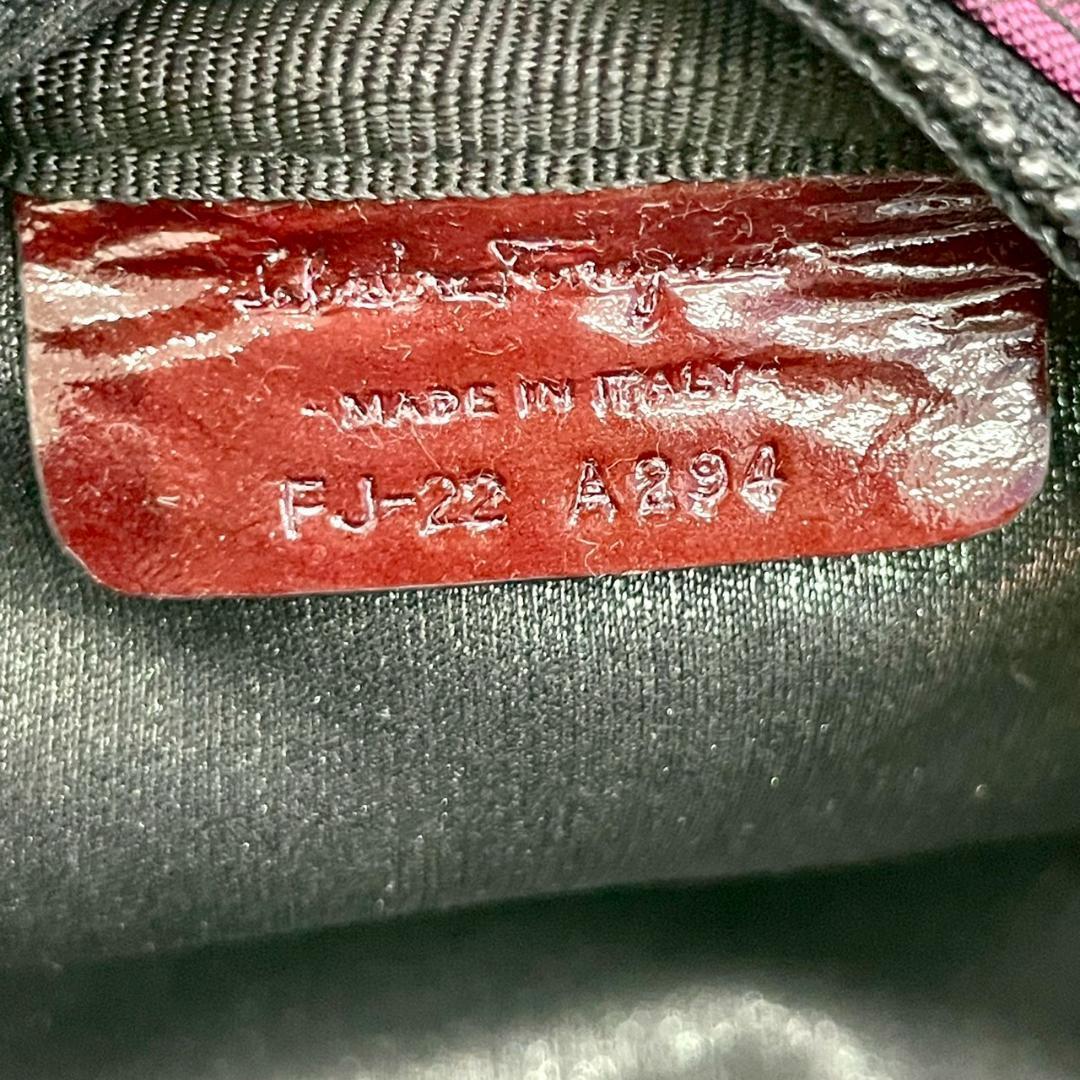 -MADE IN ITALY-
FJ-22 A294